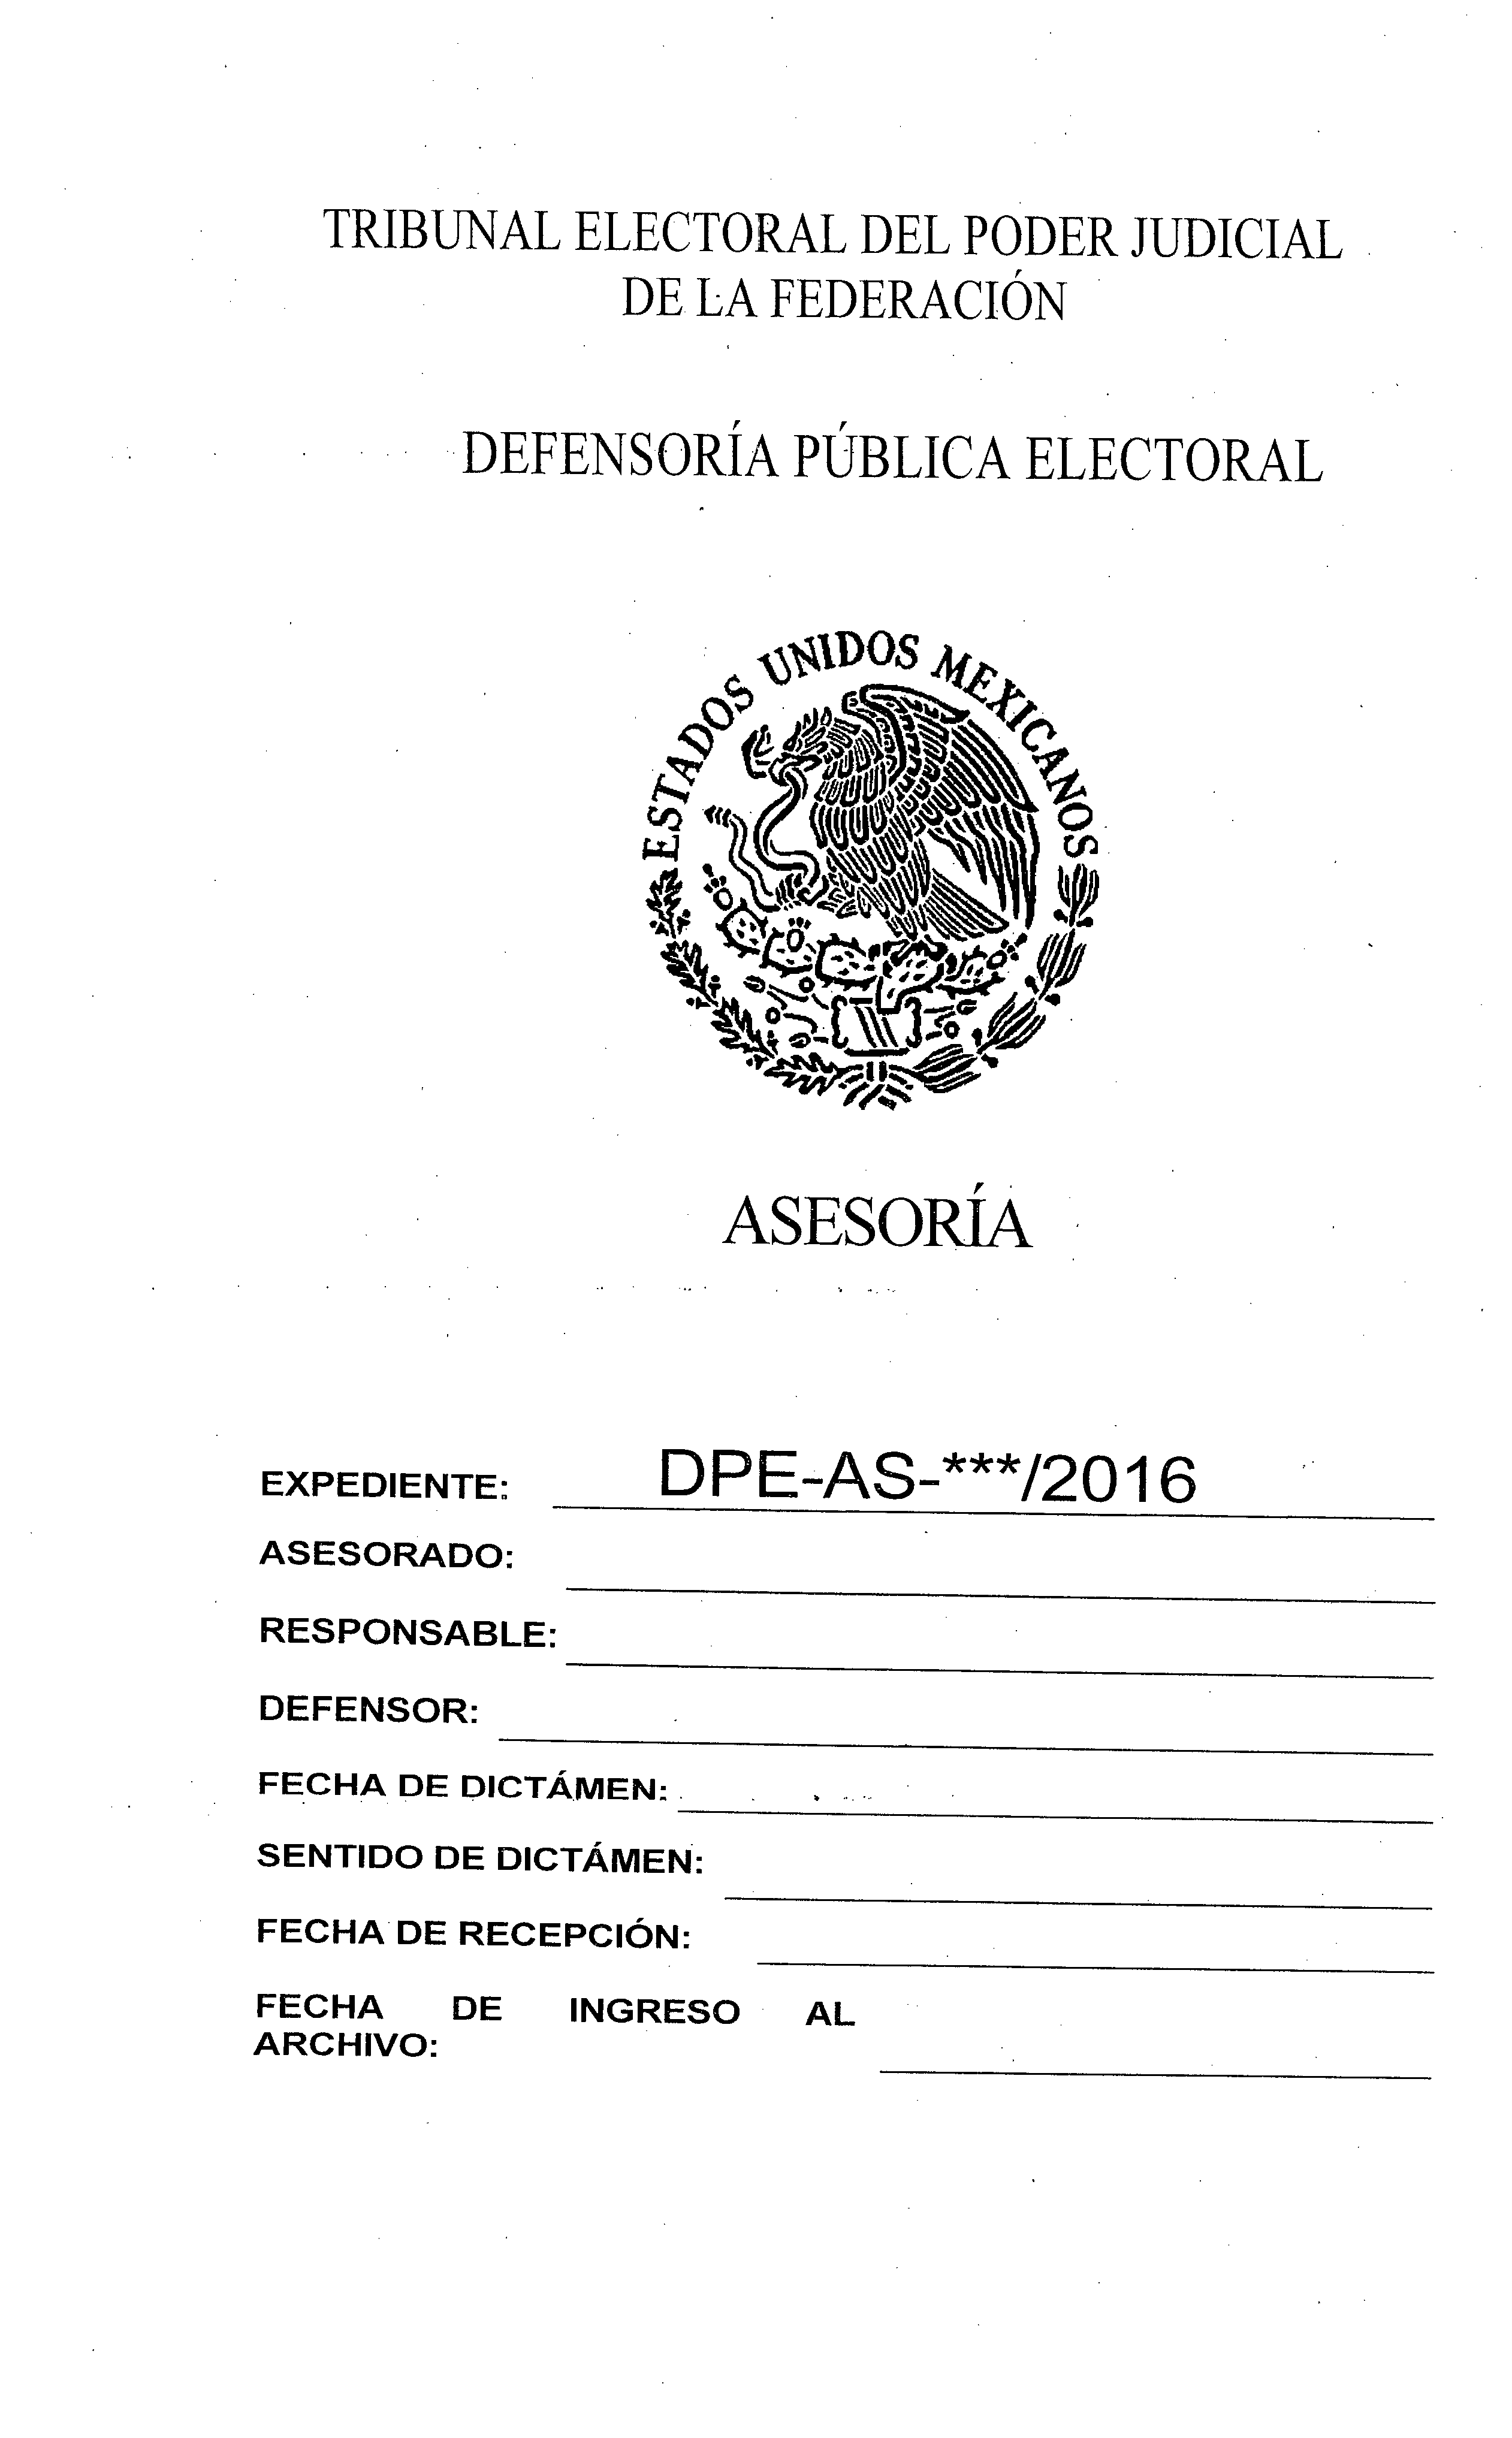 TRIBUNAL ELECTORAL DEL PODER JUDICIAL
DE LA FEDERACIÓN
DEFENSORÍA PÚBLICA ELECTORAL
ESTADOS UNIDOS MEXICANOS
ASESORÍA
EXPEDIENTE: DPE-AS-***/2016
ASESORADO:
RESPONSABLE:
DEFENSOR:
FECHA DE DICTÁMEN:
SENTIDO DE DICTÁMEN:
FECHA DE RECEPCIÓN:
FECHA DE INGRESO AL
ARCHIVO: